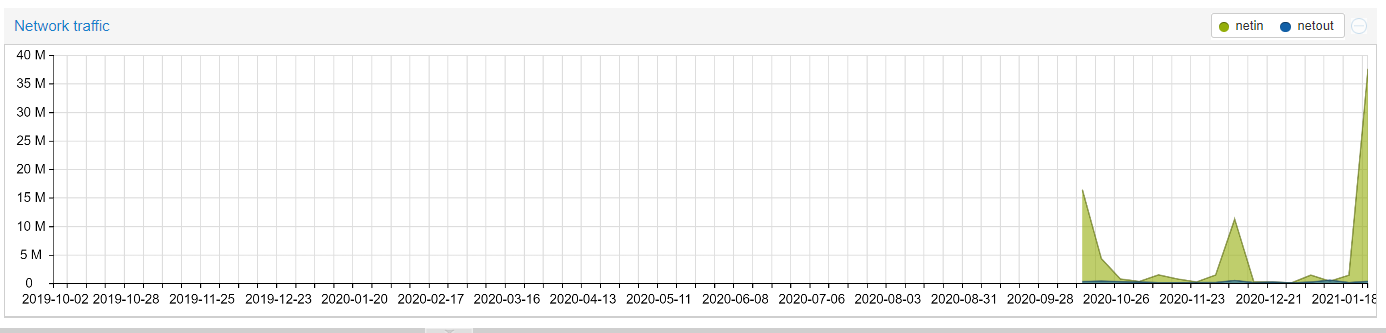 Network traffic
netin netout
40 M
35 M
30 M
25 M
20 M
15 M
10 M
5 M
0
2019-10-02 2019-10-28 2019-11-25 2019-12-23 2020-01-20 2020-02-17 2020-03-16 2020-04-13 2020-05-11 2020-06-08 2020-07-06 2020-08-03 2020-08-31 2020-09-28 2020-10-26 2020-11-23 2020-12-21 2021-01-18